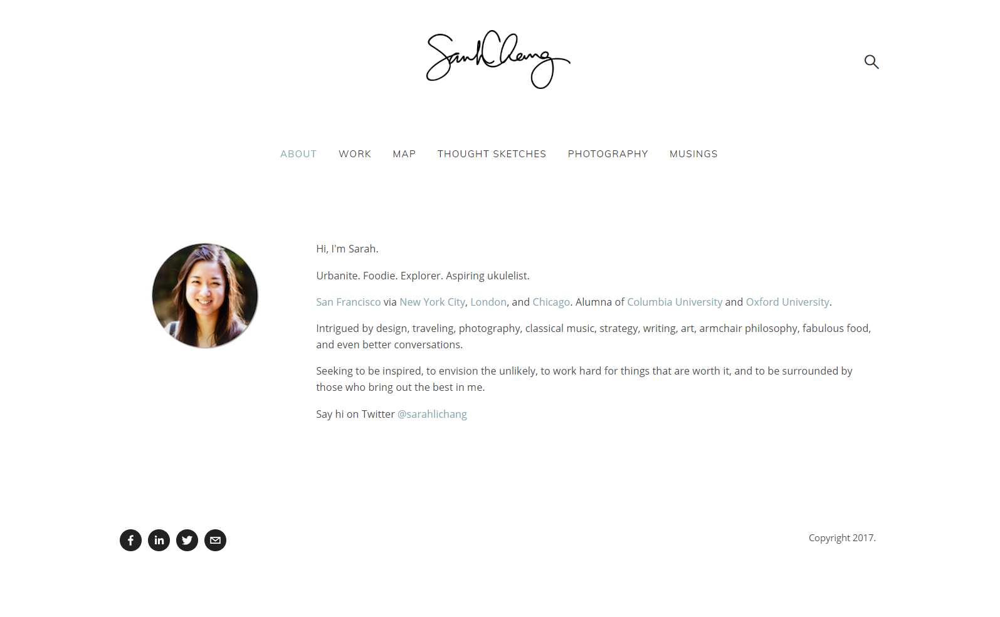 Sarah Chang
ABOUT WORK MAP THOUGHT SKETCHES PHOTOGRAPHY MUSINGS
Hi, I'm Sarah.
Urbanite. Foodie. Explorer. Aspiring ukulelist.
San Francisco via New York City, London, and Chicago. Alumna of Columbia University and Oxford University.
Intrigued by design, traveling, photography, classical music, strategy, writing, art, armchair philosophy, fabulous food,
and even better conversations.
Seeking to be inspired, to envision the unlikely, to work hard for things that are worth it, and to be surrounded by
those who bring out the best in me.
Say hi on Twitter @sarahlichang
Copyright 2017.